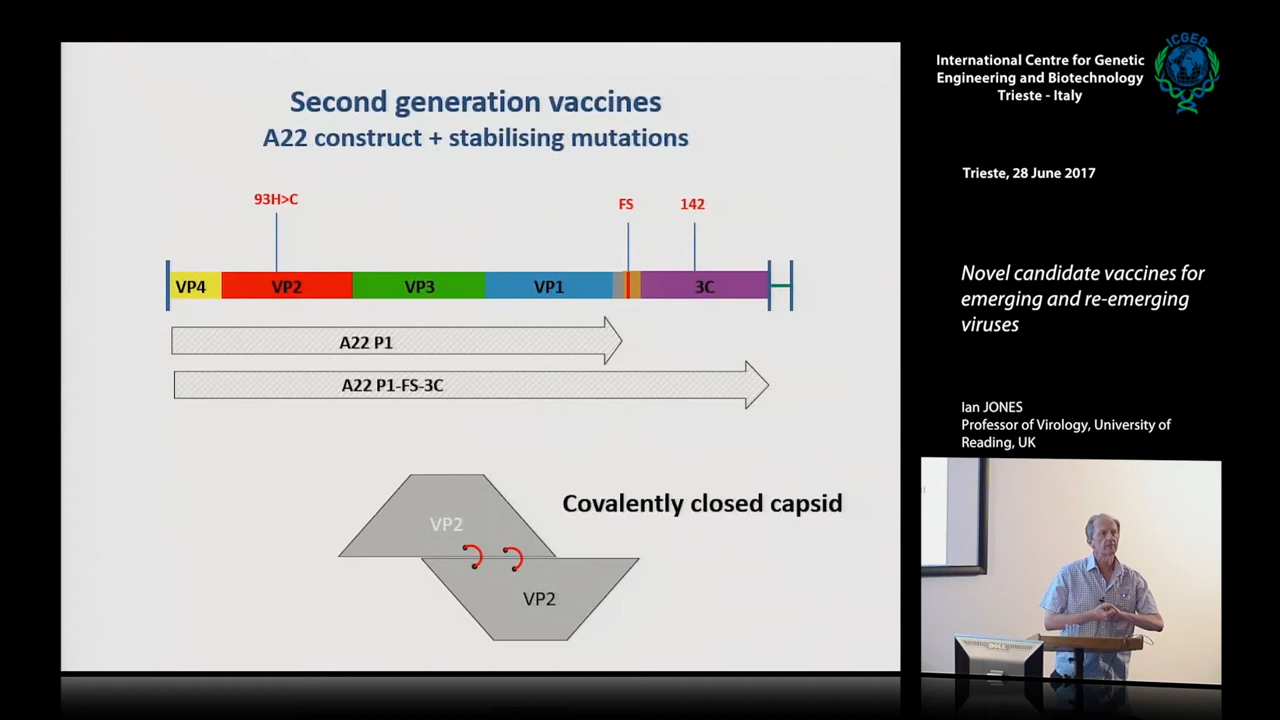 Second generation vaccines
A22 construct + stabilising mutations
93H>C
FS
142
VP4
VP2
VP3
VP1
3C
A22 P1
A22 P1-FS-3C
Covalently closed capsid
VP2
VP2
ICGEB
International Centre for Genetic
Engineering and Biotechnology
Trieste - Italy
Trieste, 28 June 2017
Novel candidate vaccines for
emerging and re-emerging
viruses
Ian JONES
Professor of Virology, University of
Reading, UK